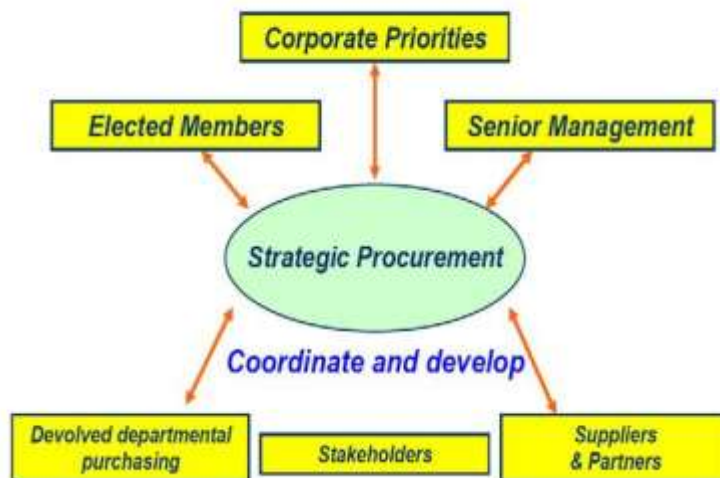 Corporate Priorities
Elected Members
Senior Management
Strategic Procurement
Coordinate and develop
Devolved departmental
purchasing
Stakeholders
Suppliers
& Partners